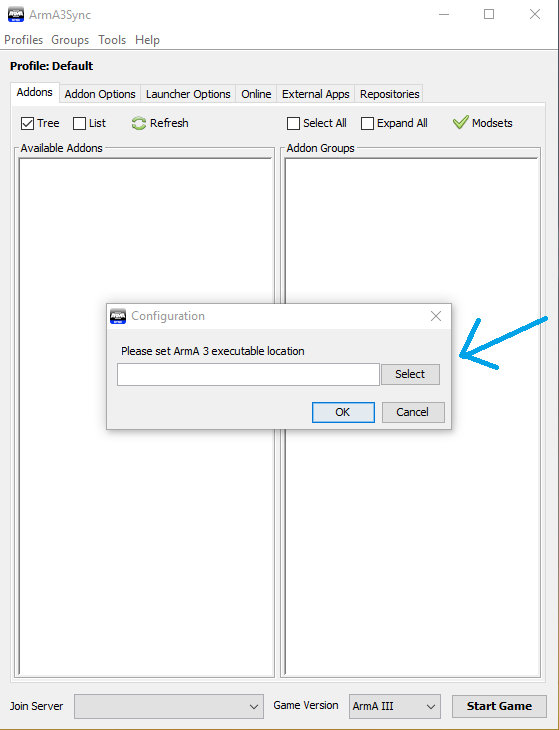 ArmA3Sync
Profiles Groups Tools Help
Profile: Default
Addons Addon Options Launcher Options Online External Apps Repositories
Tree List Refresh Select All Expand All Modsets
Available Addons Addon Groups
Configuration
Please set ArmA 3 executable location
Select
OK Cancel
Join Server Game Version ArmA III Start Game